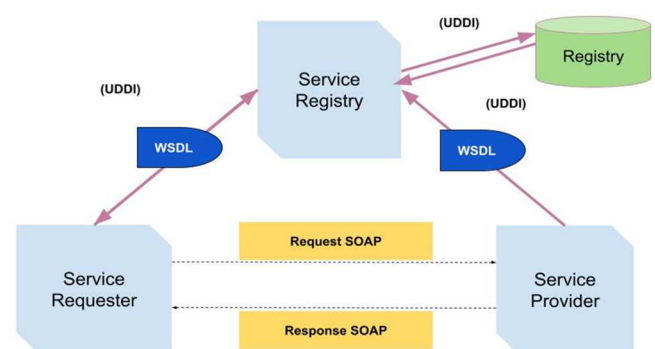 (UDDI)
Service
Registry
Registry
(UDDI)
(UDDI)
WSDL
WSDL
Request SOAP
Service
Requester
Service
Provider
Response SOAP